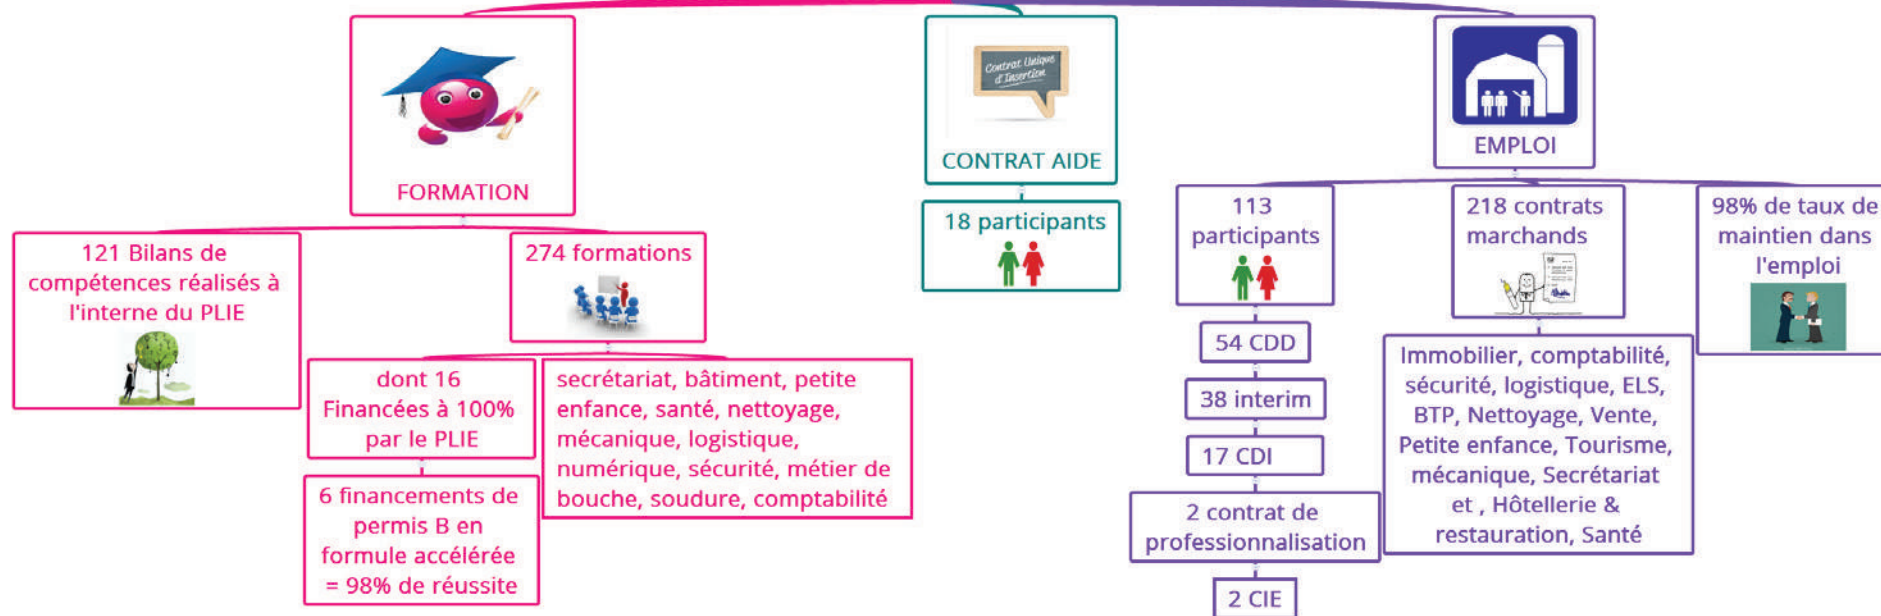 Contrat Unique
d'Insertion
FORMATION
CONTRAT AIDE
EMPLOI
121 Bilans de
compétences réalisés à
l'interne du PLIE
274 formations
dont 16
Financées à 100%
par le PLIE
6 financements de
permis B en
formule accélérée
= 98% de réussite
secrétariat, bâtiment, petite
enfance, santé, nettoyage,
mécanique, logistique,
numérique, sécurité, métier de
bouche, soudure, comptabilité
18 participants
113
participants
54 CDD
38 interim
17 CDI
2 contrat de
professionnalisation
2 CIE
218 contrats
marchands
Immobilier, comptabilité,
sécurité, logistique, ELS,
BTP, Nettoyage, Vente,
Petite enfance, Tourisme,
mécanique, Secrétariat
et , Hôtellerie &
restauration, Santé
98% de taux de
maintien dans
l'emploi